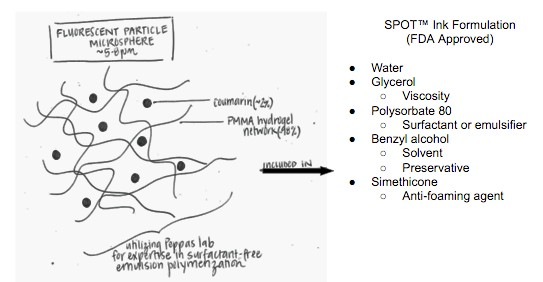 FLUORESCENT PARTICLE
MICROSPHERE
~5-8µm
coumarin (~2%)
PMMA hydrogel
network (98%)
INCLUDED IN
utilizing Peppas lab
for expertise in surfactant-free
emulsion polymerization
SPOT™ Ink Formulation
(FDA Approved)
● Water
● Glycerol
○ Viscosity
● Polysorbate 80
○ Surfactant or emulsifier
● Benzyl alcohol
○ Solvent
○ Preservative
● Simethicone
○ Anti-foaming agent